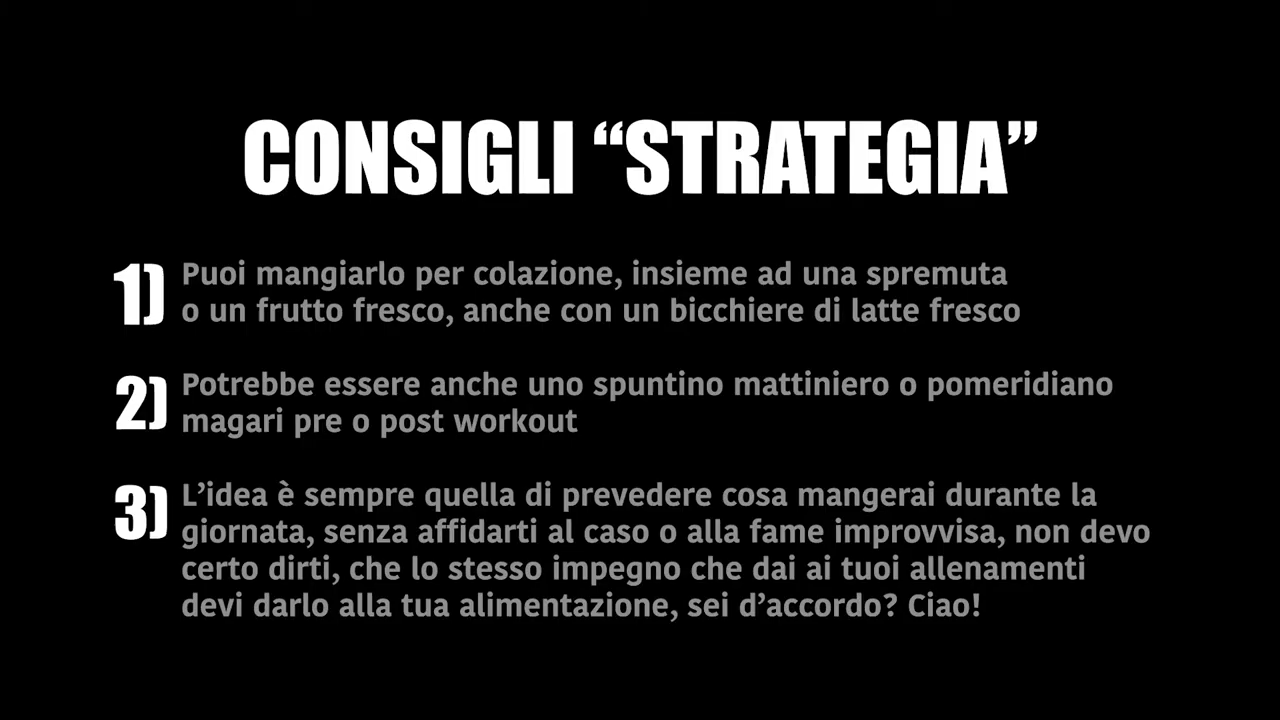 CONSIGLI “STRATEGIA”
1) Puoi mangiarlo per colazione, insieme ad una spremuta
o un frutto fresco, anche con un bicchiere di latte fresco
2) Potrebbe essere anche uno spuntino mattiniero o pomeridiano
magari pre o post workout
3) L’idea è sempre quella di prevedere cosa mangerai durante la
giornata, senza affidarti al caso o alla fame improvvisa, non devo
certo dirti, che lo stesso impegno che dai ai tuoi allenamenti
devi darlo alla tua alimentazione, sei d’accordo? Ciao!